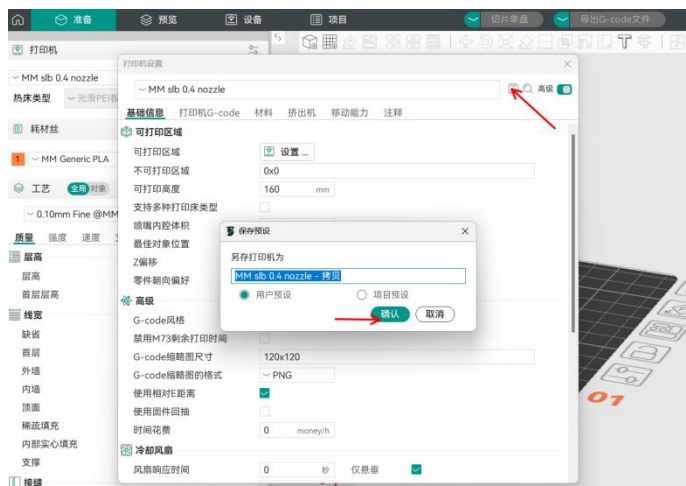 准备
预览
设备
项目
切片单盘
导出G-code文件
打印机
MM slb 0.4 nozzle
热床类型
光滑PEI板
耗材丝
1
MM Generic PLA
工艺
全局
对象
0.10mm Fine @MM
质量
强度
速度
层高
层高
首层层高
线宽
缺省
首层
外墙
内墙
顶面
稀疏填充
内部实心填充
支撑
接缝
打印机设置
MM slb 0.4 nozzle
高级
基础信息
打印机G-code
材料
挤出机
移动能力
注释
可打印区域
可打印区域
设置 ...
不可打印区域
0x0
可打印高度
160
mm
支持多种打印床类型
喷嘴内腔体积
最佳对象位置
Z偏移
零件朝向偏好
高级
G-code风格
禁用M73剩余打印时间
G-code缩略图尺寸
120x120
G-code缩略图的格式
PNG
使用相对E距离
使用固件回抽
时间花费
0
money/h
冷却风扇
风扇响应时间
0
秒
仅悬垂
保存预设
另存打印机为
MM slb 0.4 nozzle - 拷贝
用户预设
项目预设
确认
取消
01